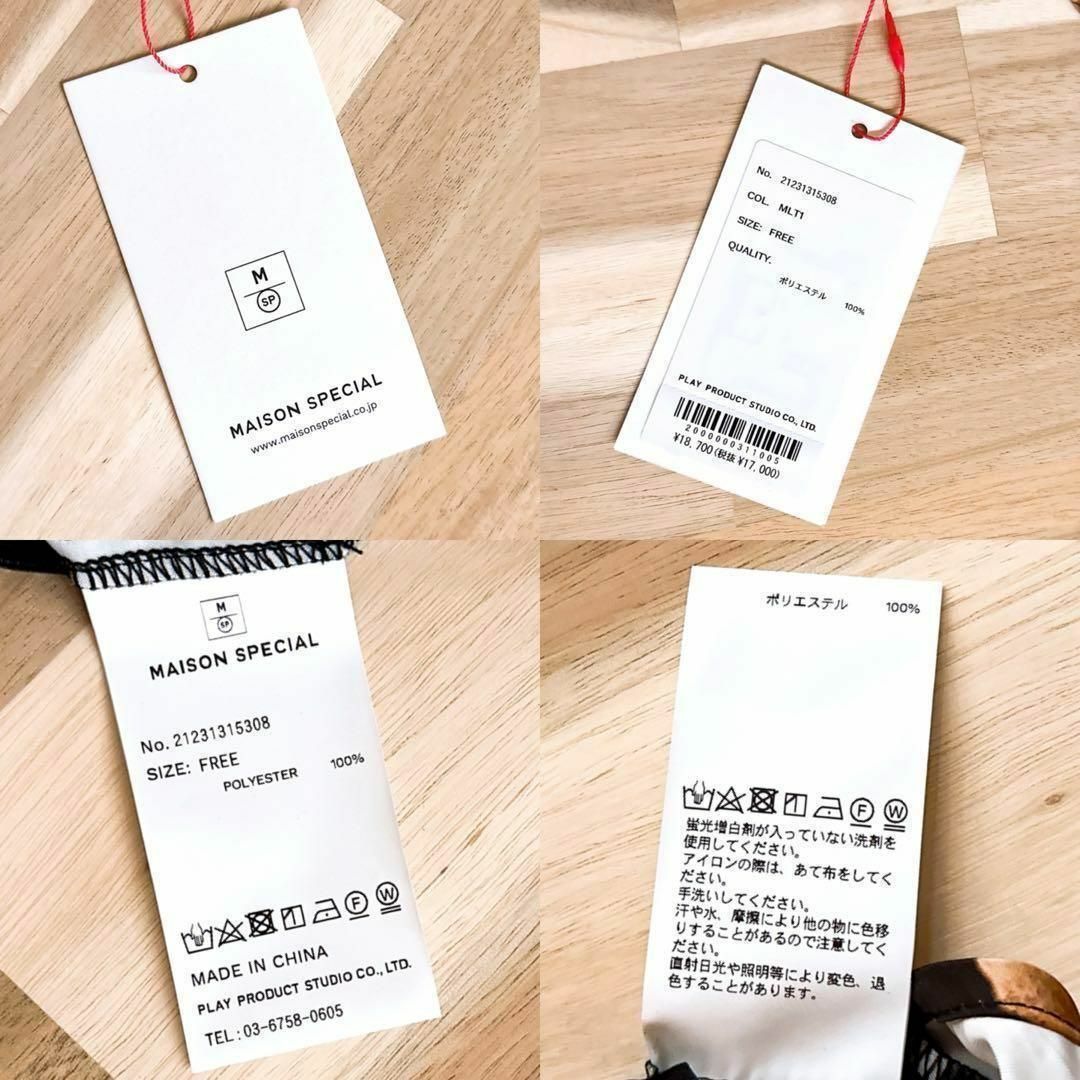 M
SP
MAISON SPECIAL
www.maisonspecial.co.jp
No. 21231315308
COL. MLT1
SIZE: FREE
QUALITY.
ポリエステル 100%
PLAY PRODUCT STUDIO CO., LTD.
2000000311005
¥18,700(税抜¥17,000)
M
SP
MAISON SPECIAL
No. 21231315308
SIZE: FREE
POLYESTER 100%
F W
MADE IN CHINA
PLAY PRODUCT STUDIO CO., LTD.
TEL:03-6758-0605
ポリエステル 100%
F W
蛍光増白剤が入っていない洗剤を
使用してください。
アイロンの際は、あて布をしてく
ださい。
手洗いしてください。
汗や水、摩擦により他の物に色移
りすることがあるので注意してく
ださい。
直射日光や照明等により変色、退
色することがあります。